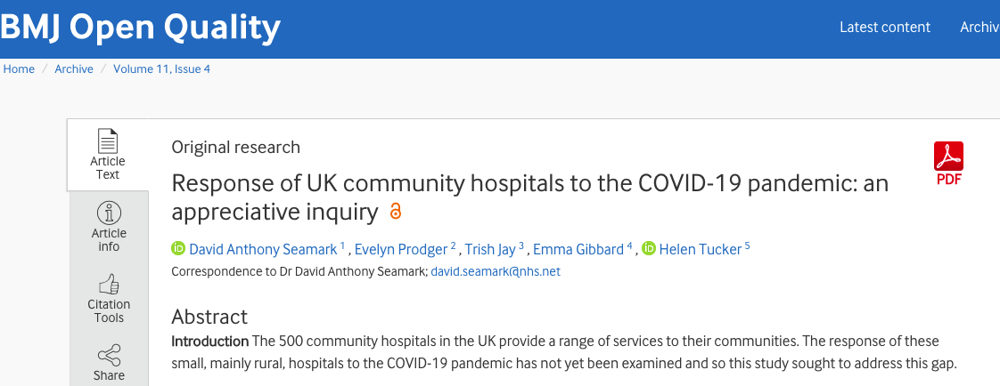 BMJ Open Quality
Latest content Archiv
Home / Archive / Volume 11, Issue 4
Article
Text
Article
info
Citation
Tools
Share
Original research
PDF
Response of UK community hospitals to the COVID-19 pandemic: an
appreciative inquiry
iD David Anthony Seamark 1 , Evelyn Prodger 2 , Trish Jay 3 , Emma Gibbard 4 , iD Helen Tucker 5
Correspondence to Dr David Anthony Seamark; david.seamark@nhs.net
Abstract
Introduction The 500 community hospitals in the UK provide a range of services to their communities. The response of these
small, mainly rural, hospitals to the COVID-19 pandemic has not yet been examined and so this study sought to address this gap.